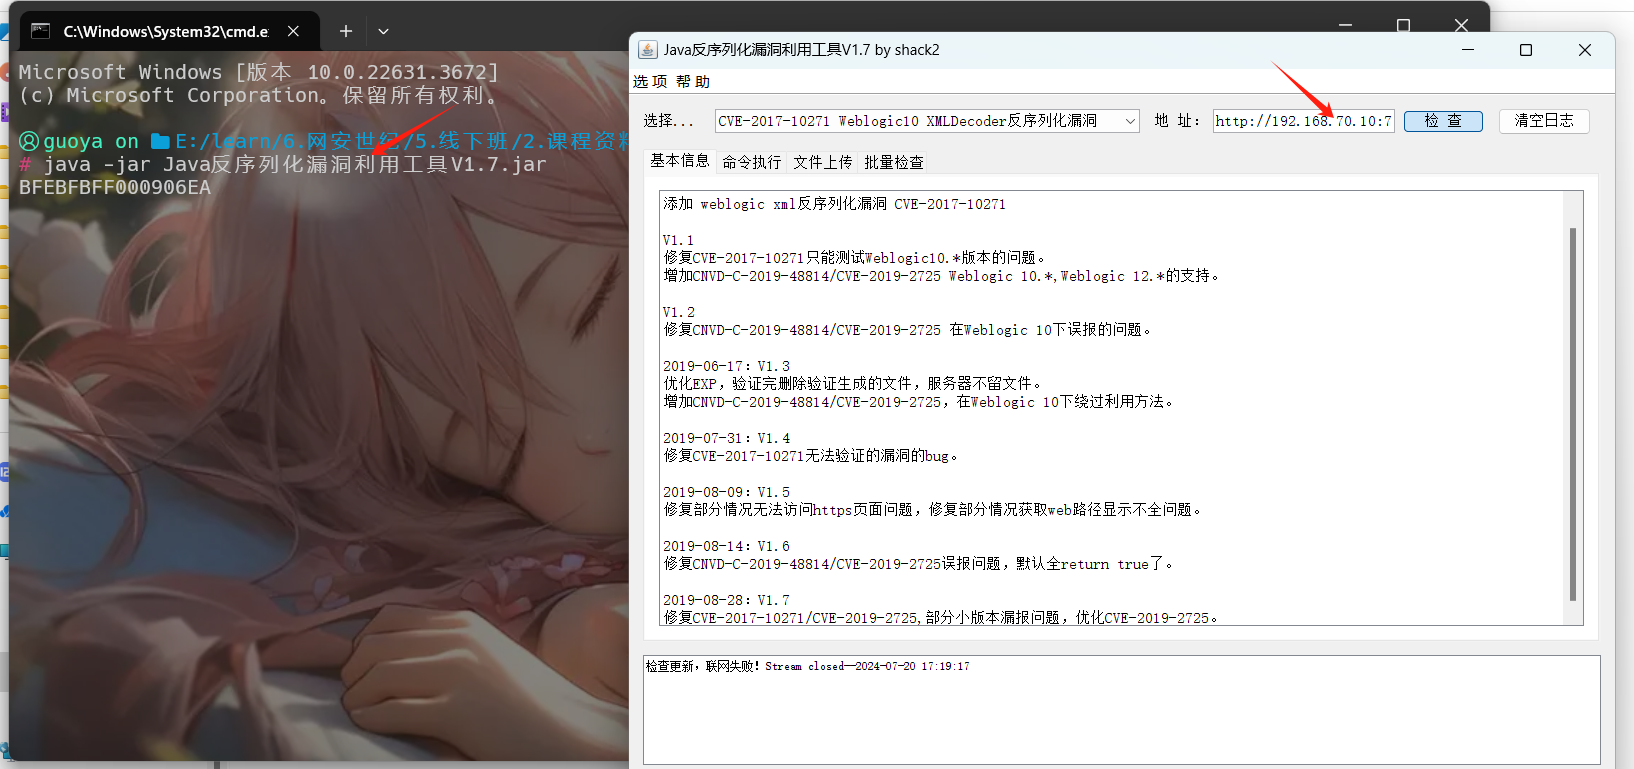 C:\Windows\System32\cmd.e
Microsoft Windows [版本 10.0.22631.3672]
(c) Microsoft Corporation。保留所有权利。
guoya on E:/learn/6.网安世纪/5.线下班/2.课程资料
# java -jar Java反序列化漏洞利用工具V1.7.jar
BFEBFBFF000906EA
Java反序列化漏洞利用工具V1.7 by shack2
选项 帮助
选择... CVE-2017-10271 Weblogic10 XMLDecoder反序列化漏洞 地 址： http://192.168.70.10:7 检 查 清空日志
基本信息 命令执行 文件上传 批量检查
添加 weblogic xml反序列化漏洞 CVE-2017-10271
V1.1
修复CVE-2017-10271只能测试Weblogic10.*版本的问题。
增加CNVD-C-2019-48814/CVE-2019-2725 Weblogic 10.*,Weblogic 12.*的支持。
V1.2
修复CNVD-C-2019-48814/CVE-2019-2725 在Weblogic 10下误报的问题。
2019-06-17：V1.3
优化EXP，验证完删除验证生成的文件，服务器不留文件。
增加CNVD-C-2019-48814/CVE-2019-2725，在Weblogic 10下绕过利用方法。
2019-07-31：V1.4
修复CVE-2017-10271无法验证的漏洞的bug。
2019-08-09：V1.5
修复部分情况无法访问https页面问题，修复部分情况获取web路径显示不全问题。
2019-08-14：V1.6
修复CNVD-C-2019-48814/CVE-2019-2725误报问题，默认全return true了。
2019-08-28：V1.7
修复CVE-2017-10271/CVE-2019-2725,部分小版本漏报问题，优化CVE-2019-2725。
检查更新，联网失败！Stream closed--2024-07-20 17:19:17